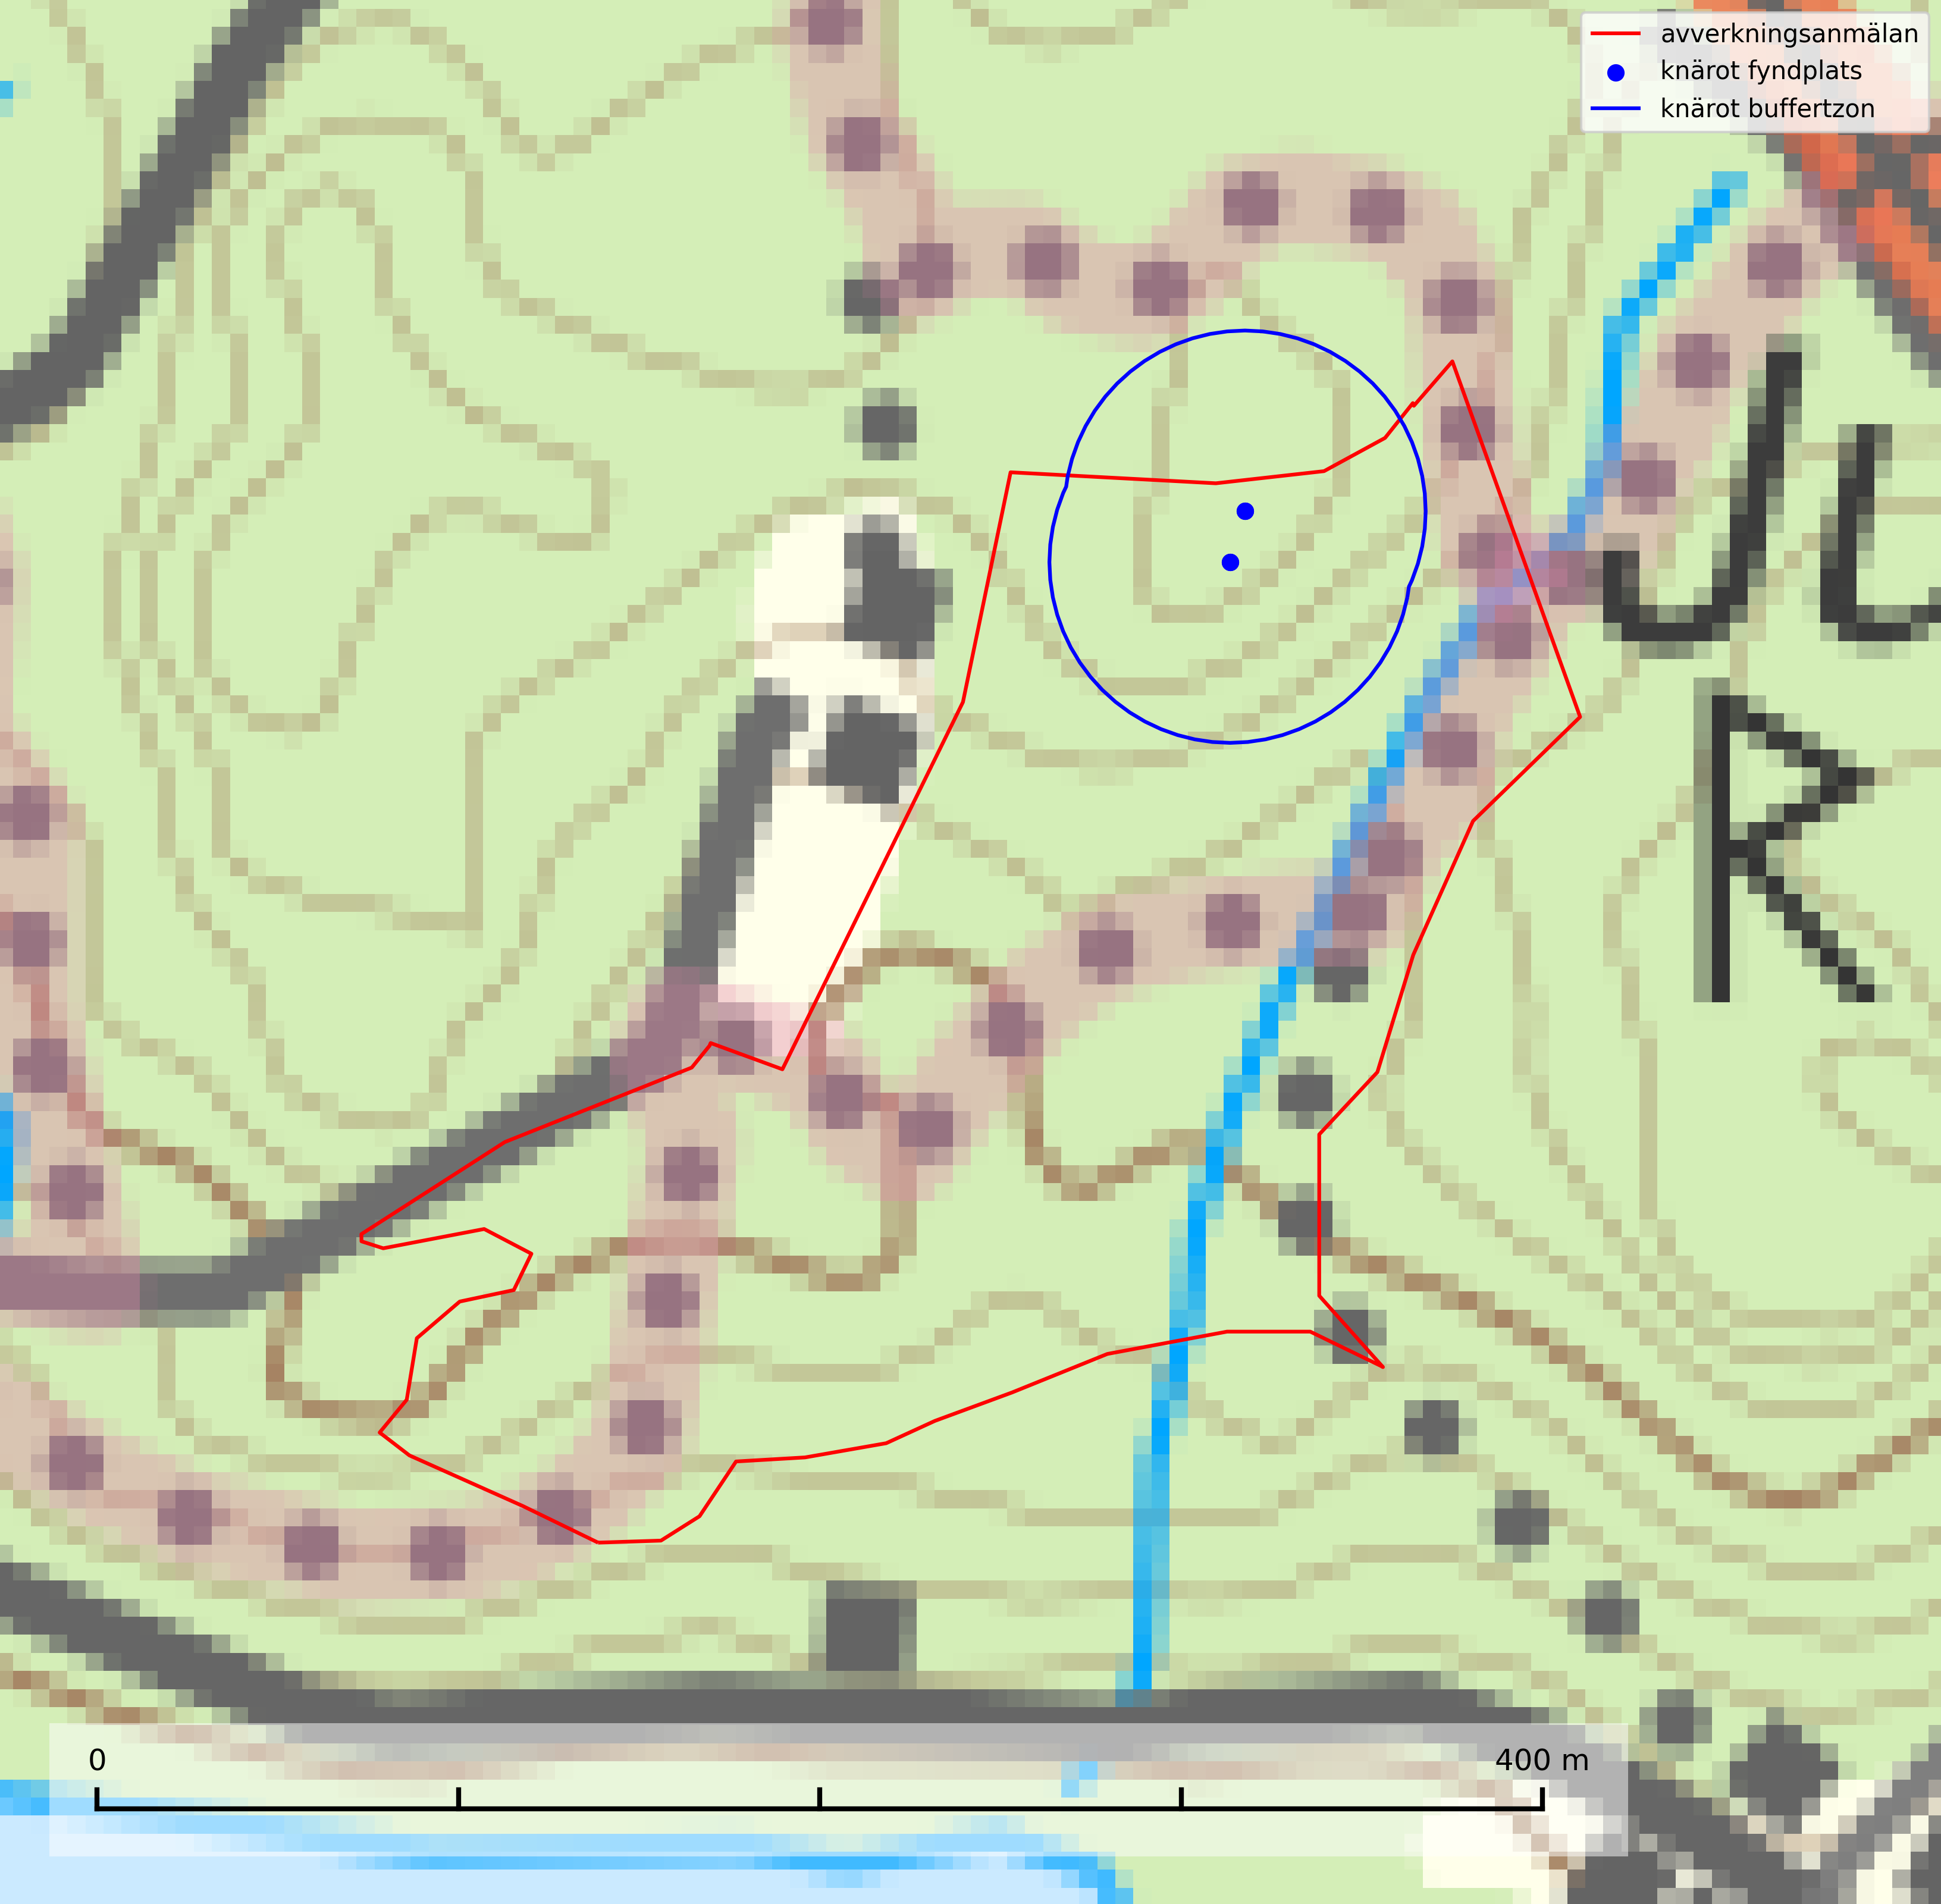 avverkningsanmälan
knärot fyndplats
knärot buffertzon
K
0 400 m